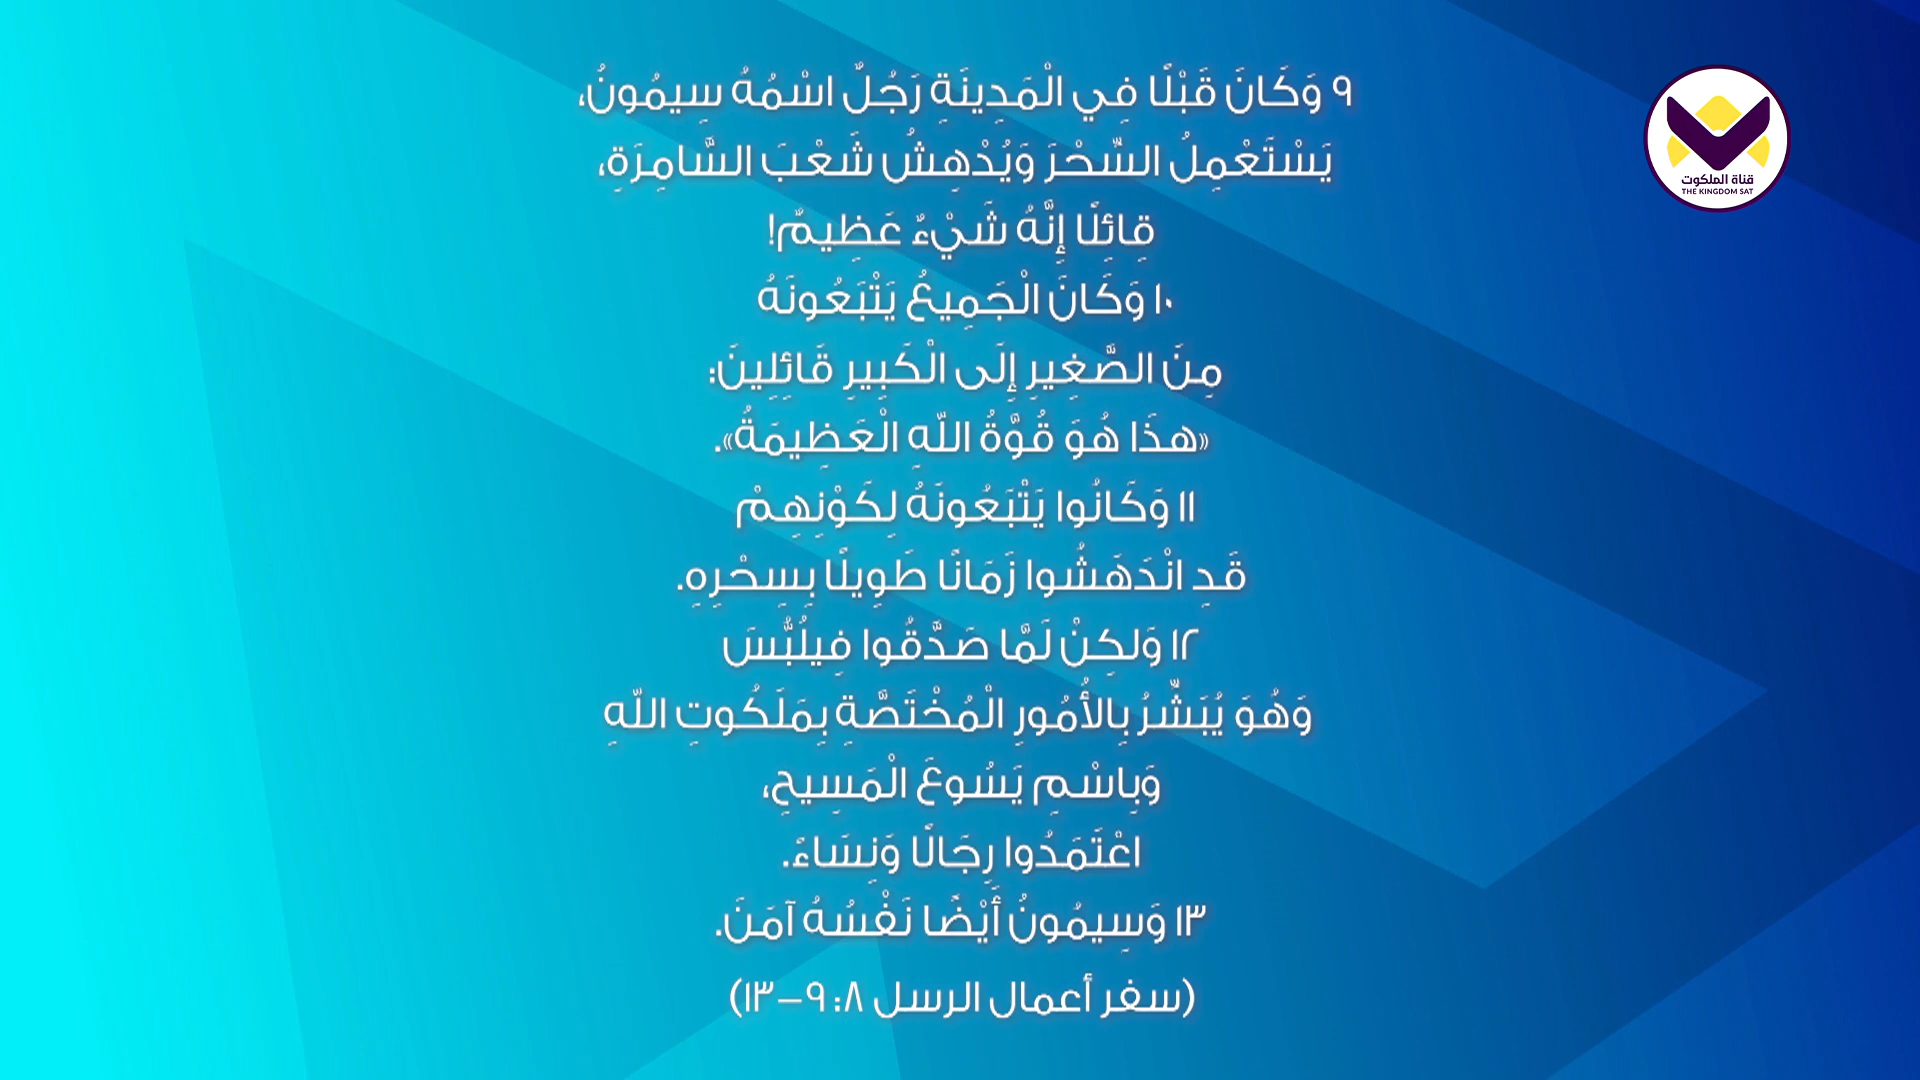 ٩ وَكَانَ قَبْلًا فِي الْمَدِينَةِ رَجُلٌ اسْمُهُ سِيمُونُ،
يَسْتَعْمِلُ السِّحْرَ وَيُدْهِشُ شَعْبَ السَّامِرَةِ،
قِائِلًا إِنَّهُ شَيْءٌ عَظِيمٌ!
١٠ وَكَانَ الْجَمِيعُ يَتْبَعُونَهُ
مِنَ الصَّغِيرِ إِلَى الْكَبِيرِ قَائِلِينَ:
«هذَا هُوَ قُوَّةُ اللهِ الْعَظِيمَةُ».
١١ وَكَانُوا يَتْبَعُونَهُ لِكَوْنِهِمْ
قَدِ انْدَهَشُوا زَمَانًا طَوِيلًا بِسِحْرِهِ.
١٢ وَلكِنْ لَمَّا صَدَّقُوا فِيلُبُّسَ
وَهُوَ يُبَشِّرُ بِالأُمُورِ الْمُخْتَصَّةِ بِمَلَكُوتِ اللهِ
وَبِاسْمِ يَسُوعَ الْمَسِيحِ،
اعْتَمَدُوا رِجَالًا وَنِسَاءً.
١٣ وَسِيمُونُ أَيْضًا نَفْسُهُ آمَنَ.
(سفر أعمال الرسل ٨: ٩–١٣)
قناة الملكوت
THE KINGDOM SAT